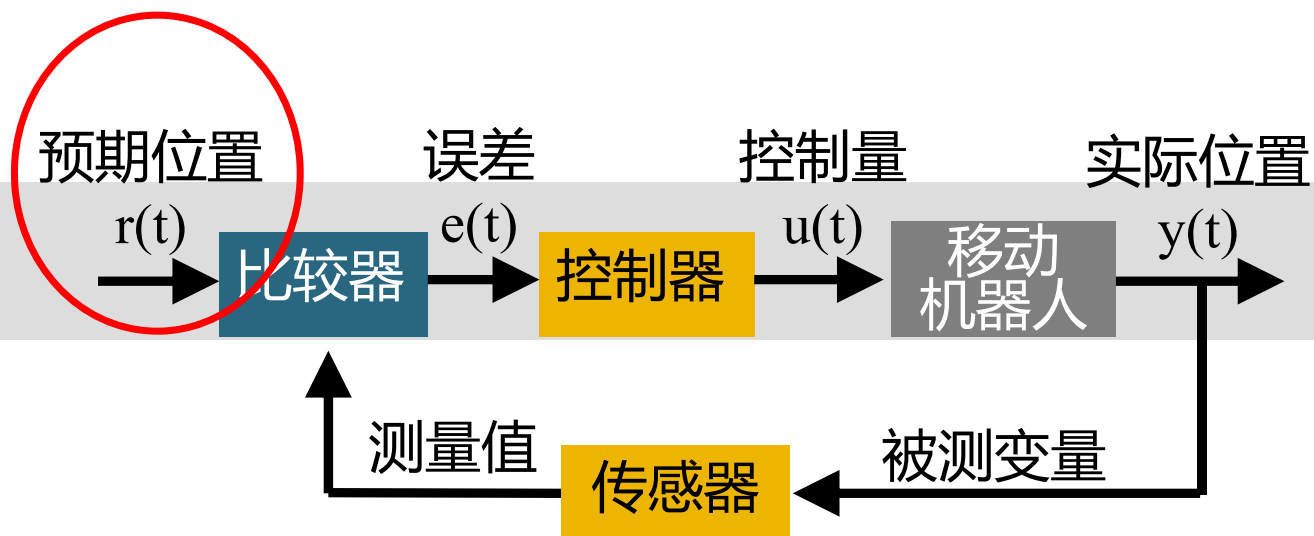 预期位置
误差
控制量
实际位置
r(t)
e(t)
u(t)
y(t)
比较器
控制器
移动
机器人
测量值
传感器
被测变量